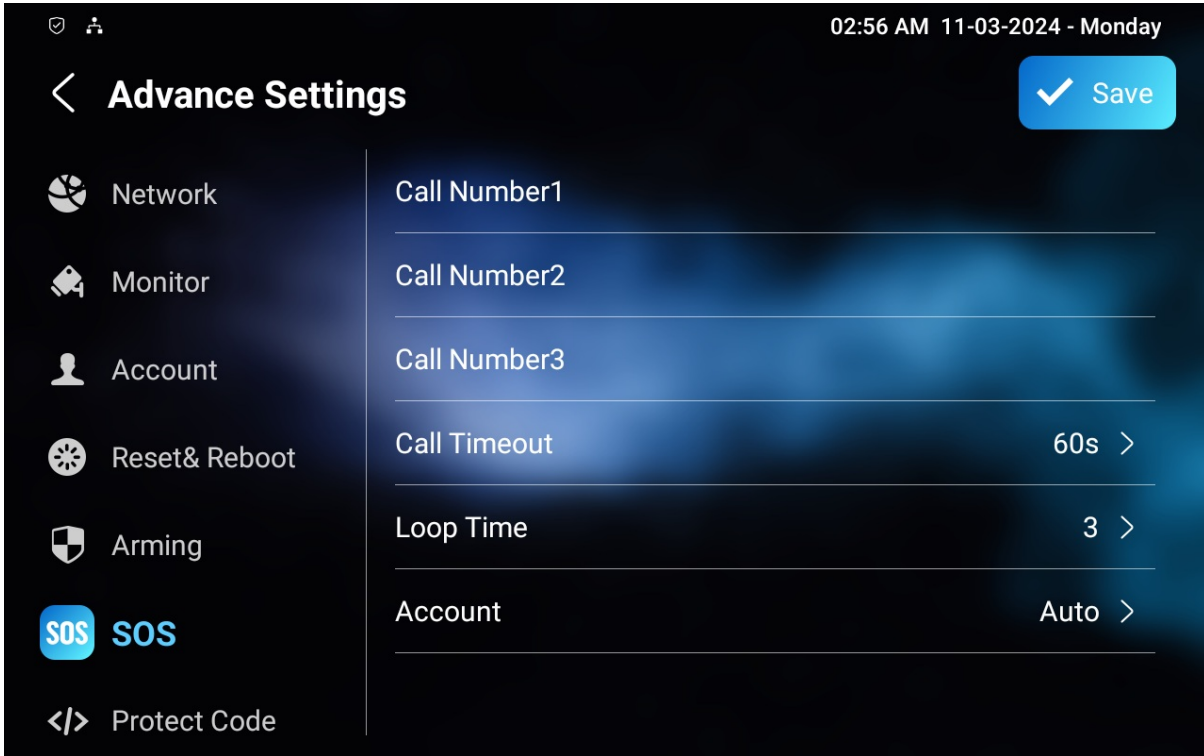 02:56 AM 11-03-2024 - Monday
Advance Settings
Save
Network
Monitor
Account
Reset& Reboot
Arming
SOS SOS
Protect Code
Call Number1
Call Number2
Call Number3
Call Timeout 60s
Loop Time 3
Account Auto